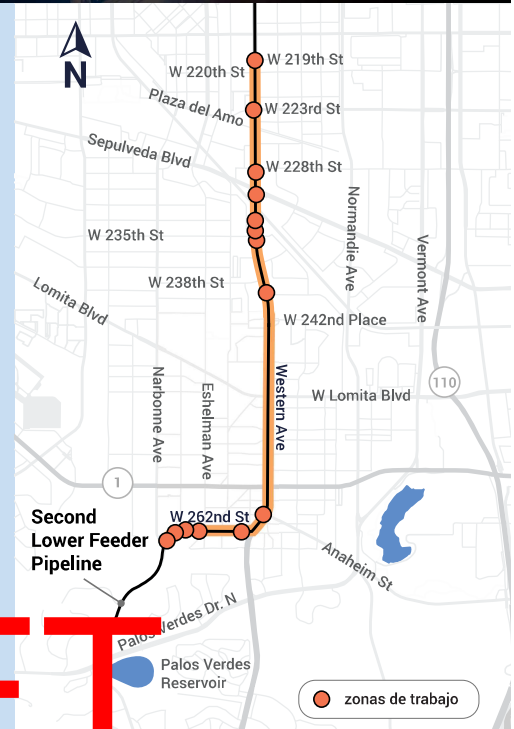 N
W 219th St
W 220th St
Plaza del Amo
W 223rd St
Sepulveda Blvd
W 228th St
Normandie Ave
W 235th St
Vermont Ave
W 238th St
Lomita Blvd
W 242nd Place
110
Western Ave
Narbonne Ave
Eshelman Ave
W Lomita Blvd
1
W 262nd St
Second
Lower Feeder
Pipeline
Anaheim St
Palos Verdes Dr. N
Palos Verdes
Reservoir
zonas de trabajo